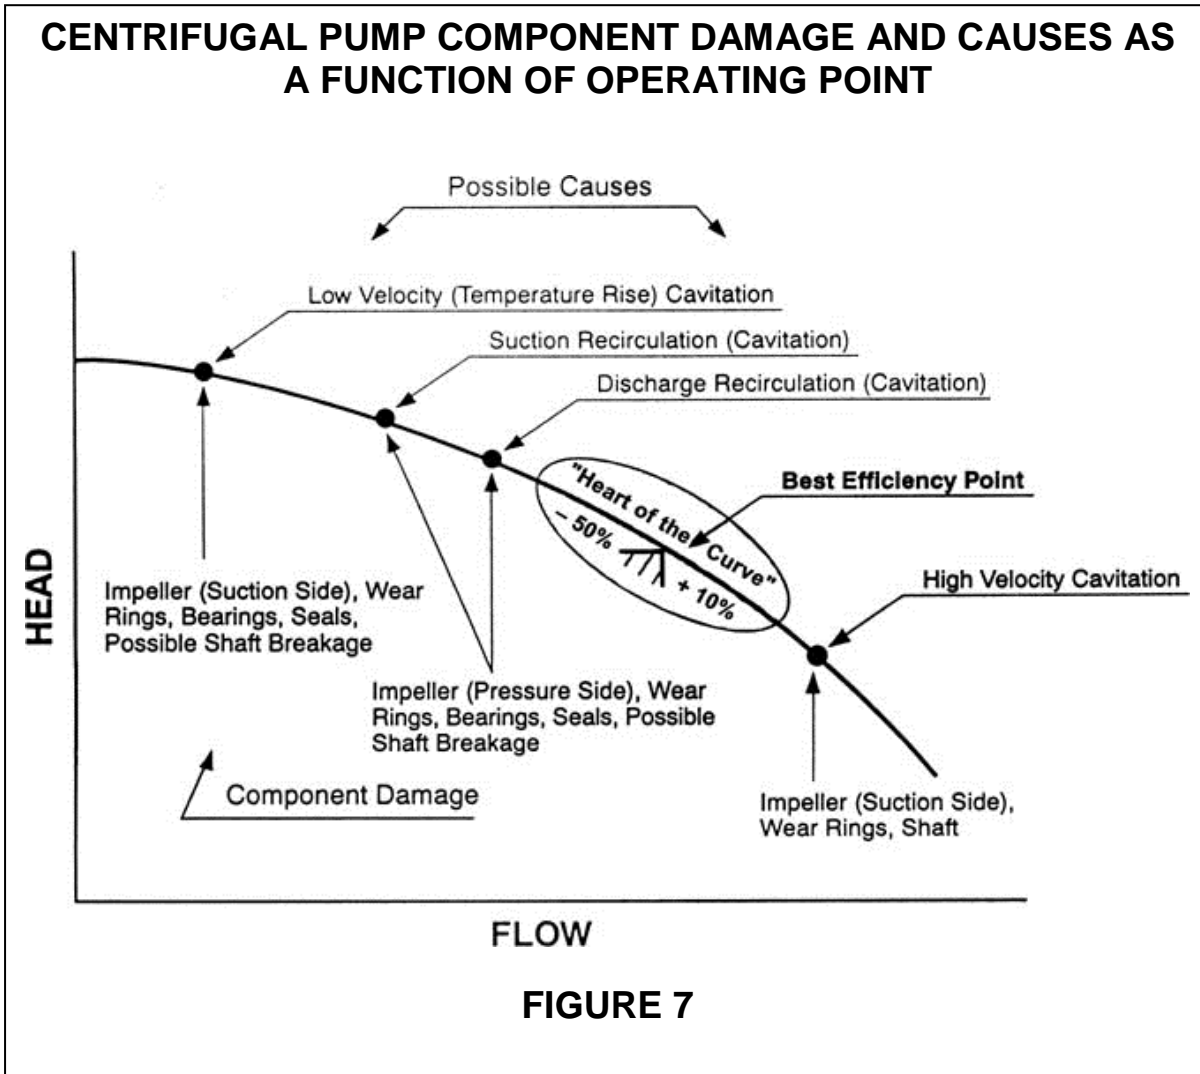 CENTRIFUGAL PUMP COMPONENT DAMAGE AND CAUSES AS
A FUNCTION OF OPERATING POINT
Possible Causes
Low Velocity (Temperature Rise) Cavitation
Suction Recirculation (Cavitation)
Discharge Recirculation (Cavitation)
"Heart of the Curve"
Best Efficiency Point
– 50%
+ 10%
High Velocity Cavitation
HEAD
Impeller (Suction Side), Wear
Rings, Bearings, Seals,
Possible Shaft Breakage
Impeller (Pressure Side), Wear
Rings, Bearings, Seals, Possible
Shaft Breakage
Component Damage
Impeller (Suction Side),
Wear Rings, Shaft
FLOW
FIGURE 7